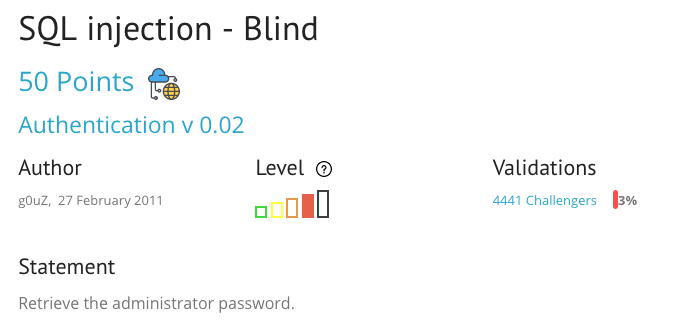 SQL injection - Blind
50 Points
Authentication v 0.02
Author
Level ?
Validations
g0uZ, 27 February 2011
4441 Challengers 3%
Statement
Retrieve the administrator password.